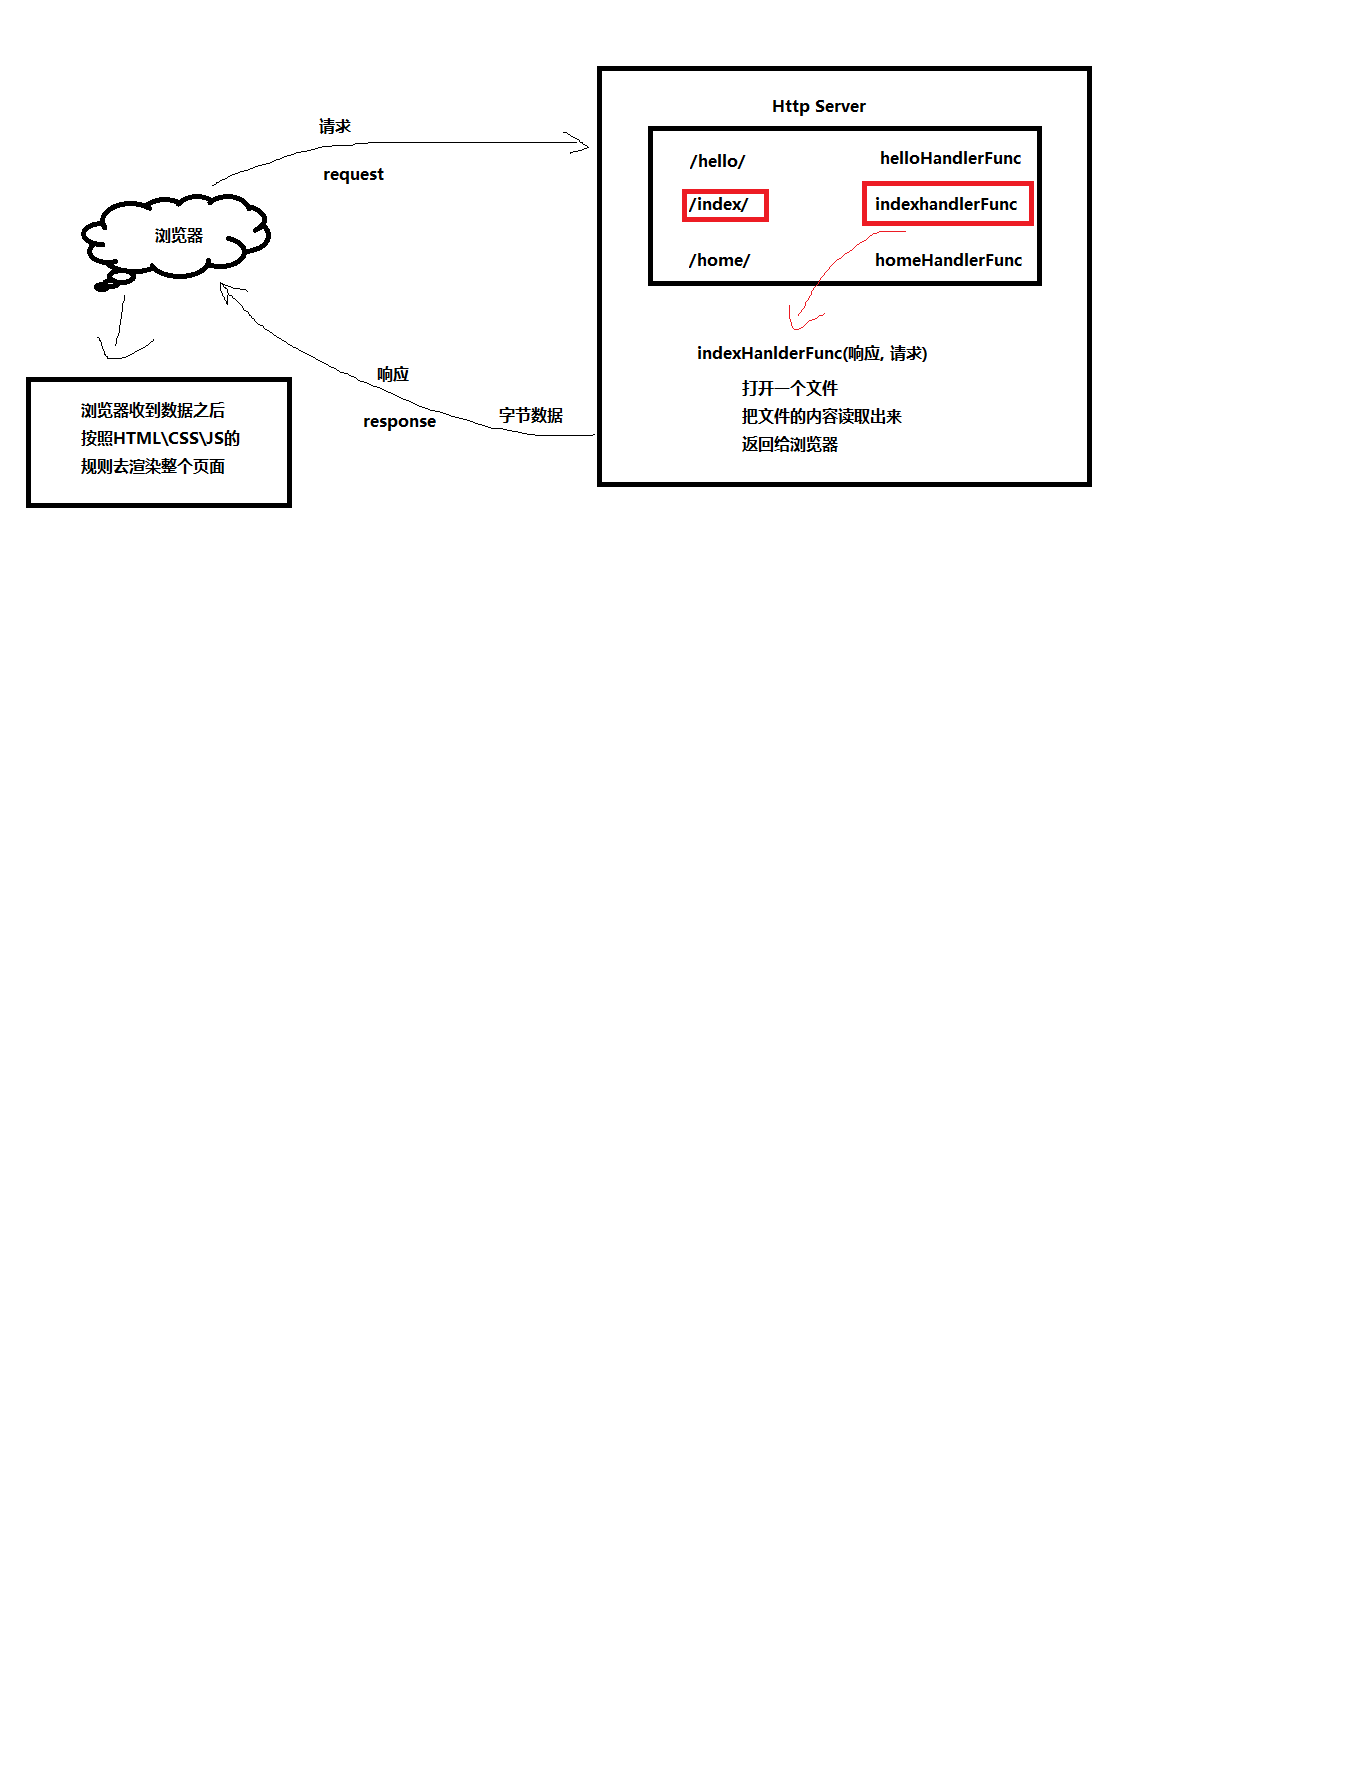 请求
request
浏览器
响应
response
字节数据
浏览器收到数据之后
按照HTML\CSS\JS的
规则去渲染整个页面
Http Server
/hello/ helloHandlerFunc
/index/ indexhandlerFunc
/home/ homeHandlerFunc
indexHanlderFunc(响应, 请求)
打开一个文件
把文件的内容读取出来
返回给浏览器